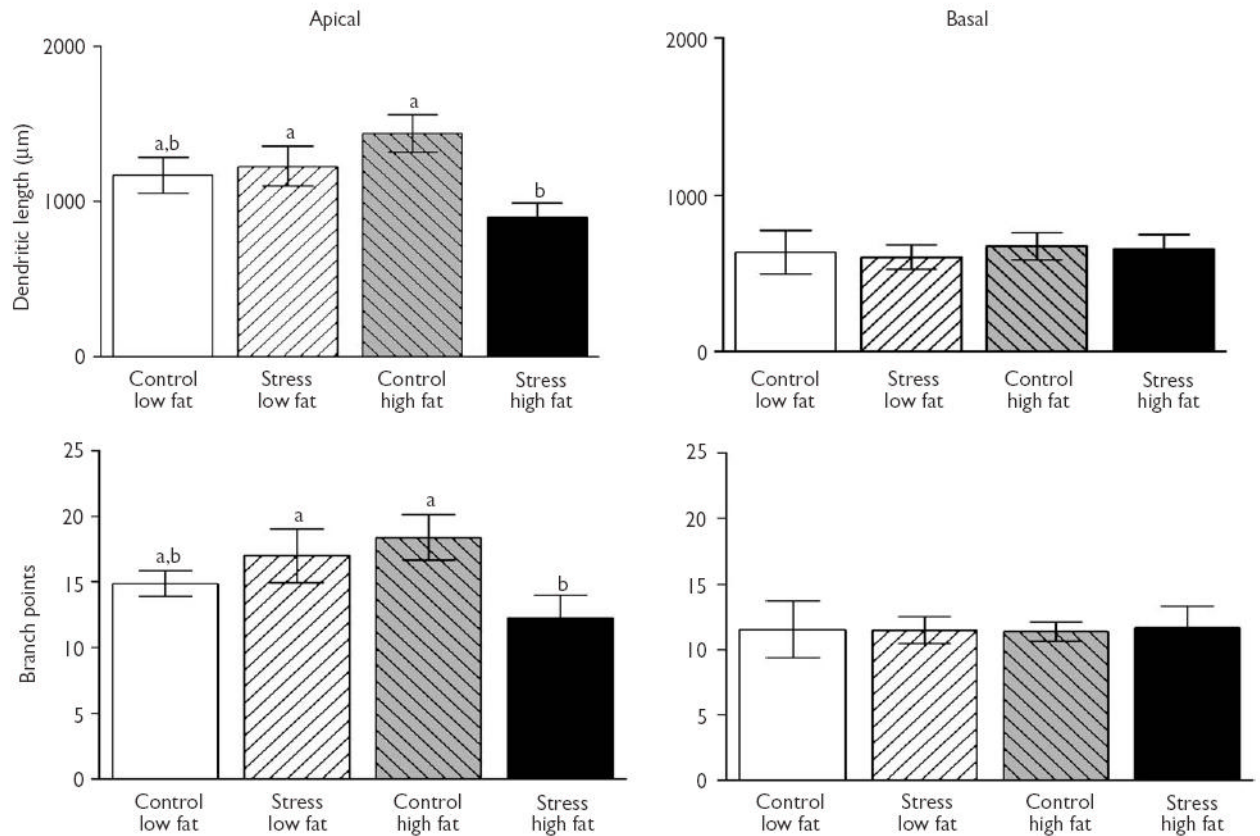 Apical
Dendritic length (μm)
2000
1000
0
a,b
a
a
b
Control
low fat
Stress
low fat
Control
high fat
Stress
high fat
Basal
2000
1000
0
Control
low fat
Stress
low fat
Control
high fat
Stress
high fat
Branch points
25
20
15
10
5
0
a,b
a
a
b
Control
low fat
Stress
low fat
Control
high fat
Stress
high fat
25
20
15
10
5
0
Control
low fat
Stress
low fat
Control
high fat
Stress
high fat